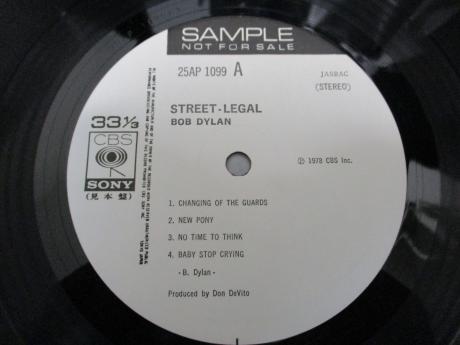 SAMPLE
NOT FOR SALE
25AP 1099 A
JASRAC
(STEREO)
STREET-LEGAL
BOB DYLAN
33 1/3
CBS
SONY
(見本盤)
Ⓟ 1978 CBS Inc.
1. CHANGING OF THE GUARDS
2. NEW PONY
3. NO TIME TO THINK
4. BABY STOP CRYING
-B. Dylan-
Produced by Don DeVito